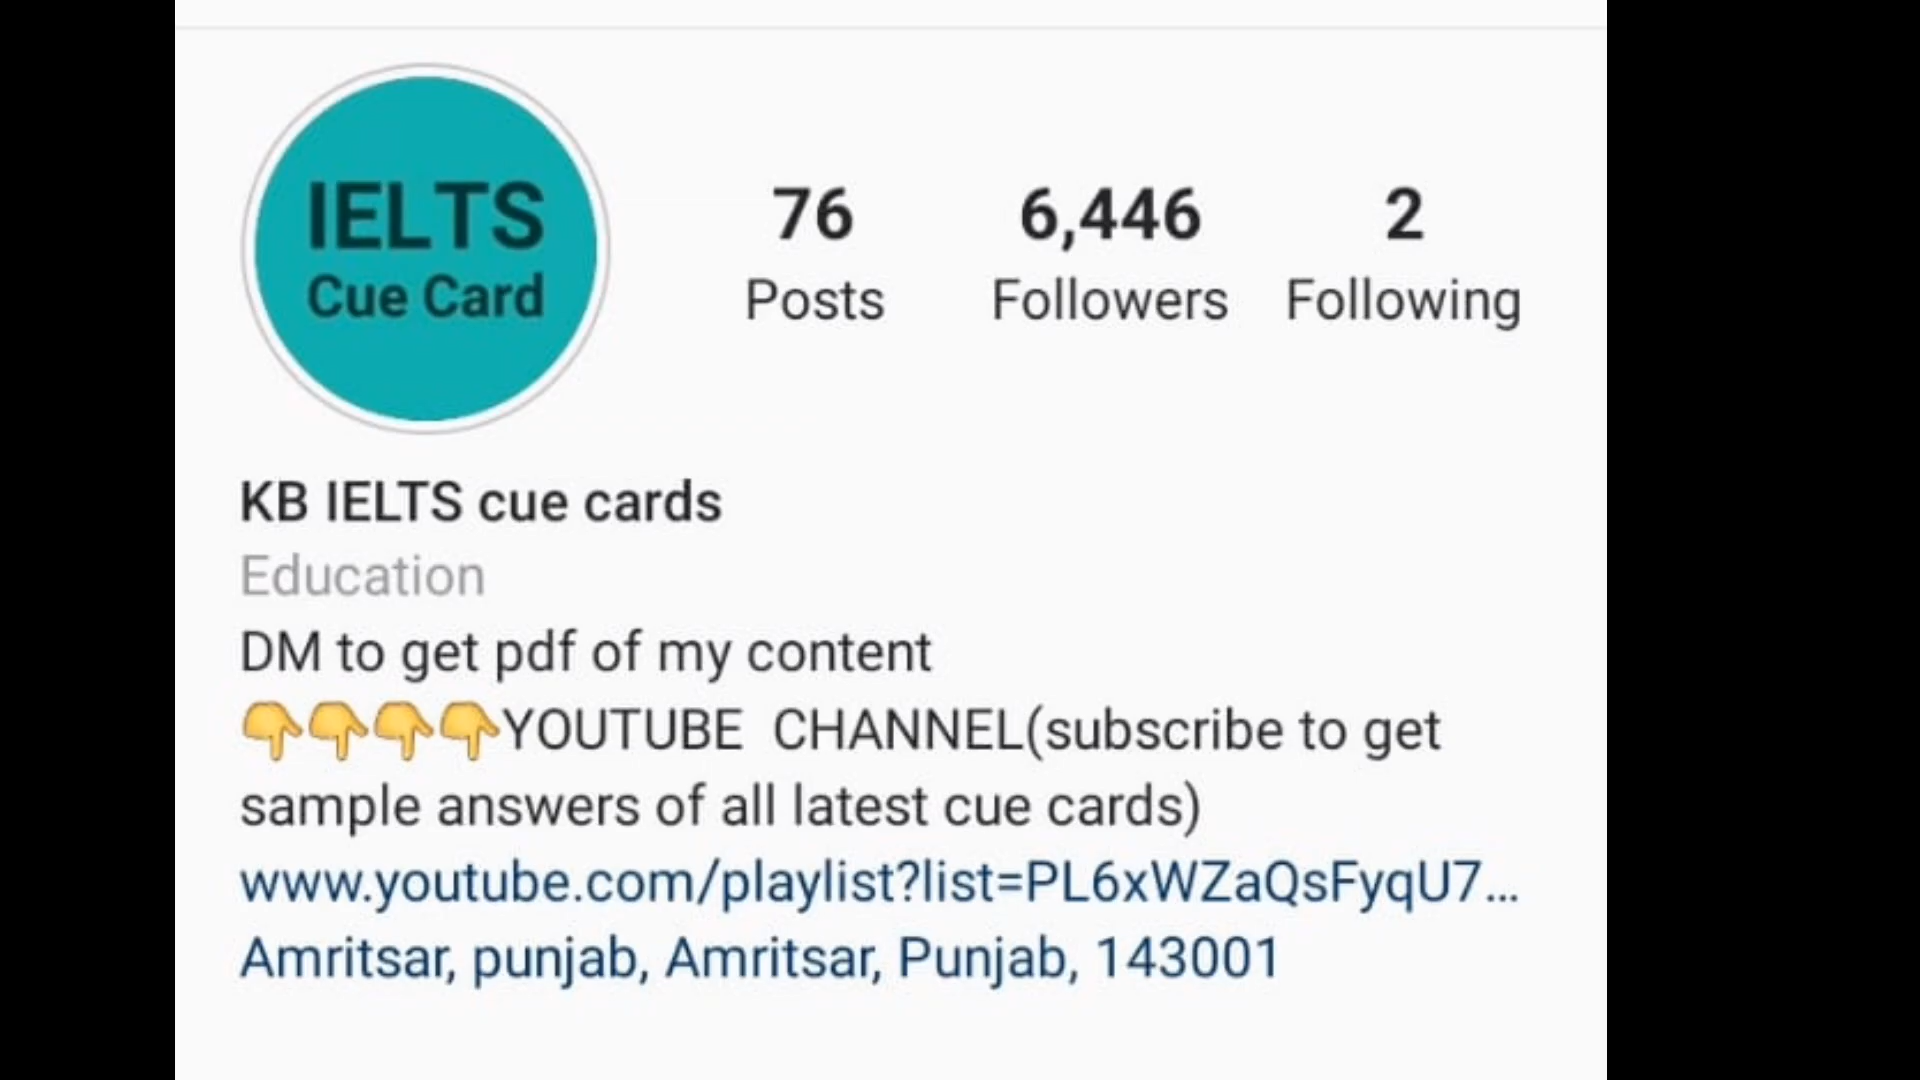 IELTS
Cue Card
76 6,446 2
Posts Followers Following
KB IELTS cue cards
Education
DM to get pdf of my content
👇👇👇👇YOUTUBE CHANNEL(subscribe to get
sample answers of all latest cue cards)
www.youtube.com/playlist?list=PL6xWZaQsFyqU7...
Amritsar, punjab, Amritsar, Punjab, 143001